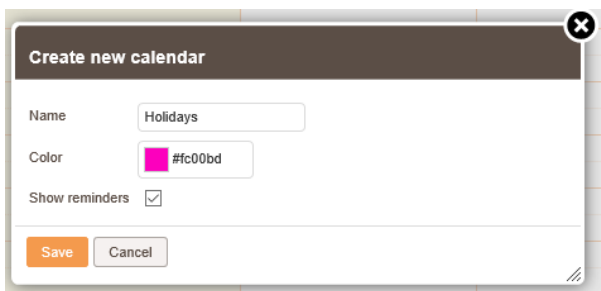 Create new calendar
Name Holidays
Color #fc00bd
Show reminders
Save Cancel